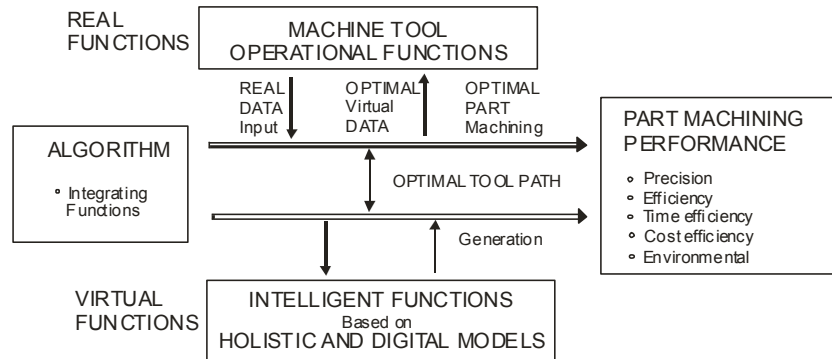 REAL
FUNCTIONS
MACHINE TOOL
OPERATIONAL FUNCTIONS
REAL
DATA
Input
OPTIMAL
Virtual
DATA
OPTIMAL
PART
Machining
ALGORITHM
Integrating
Functions
OPTIMAL TOOL PATH
Generation
PART MACHINING
PERFORMANCE
Precision
Efficiency
Time efficiency
Cost efficiency
Environmental
VIRTUAL
FUNCTIONS
INTELLIGENT FUNCTIONS
Based on
HOLISTIC AND DIGITAL MODELS